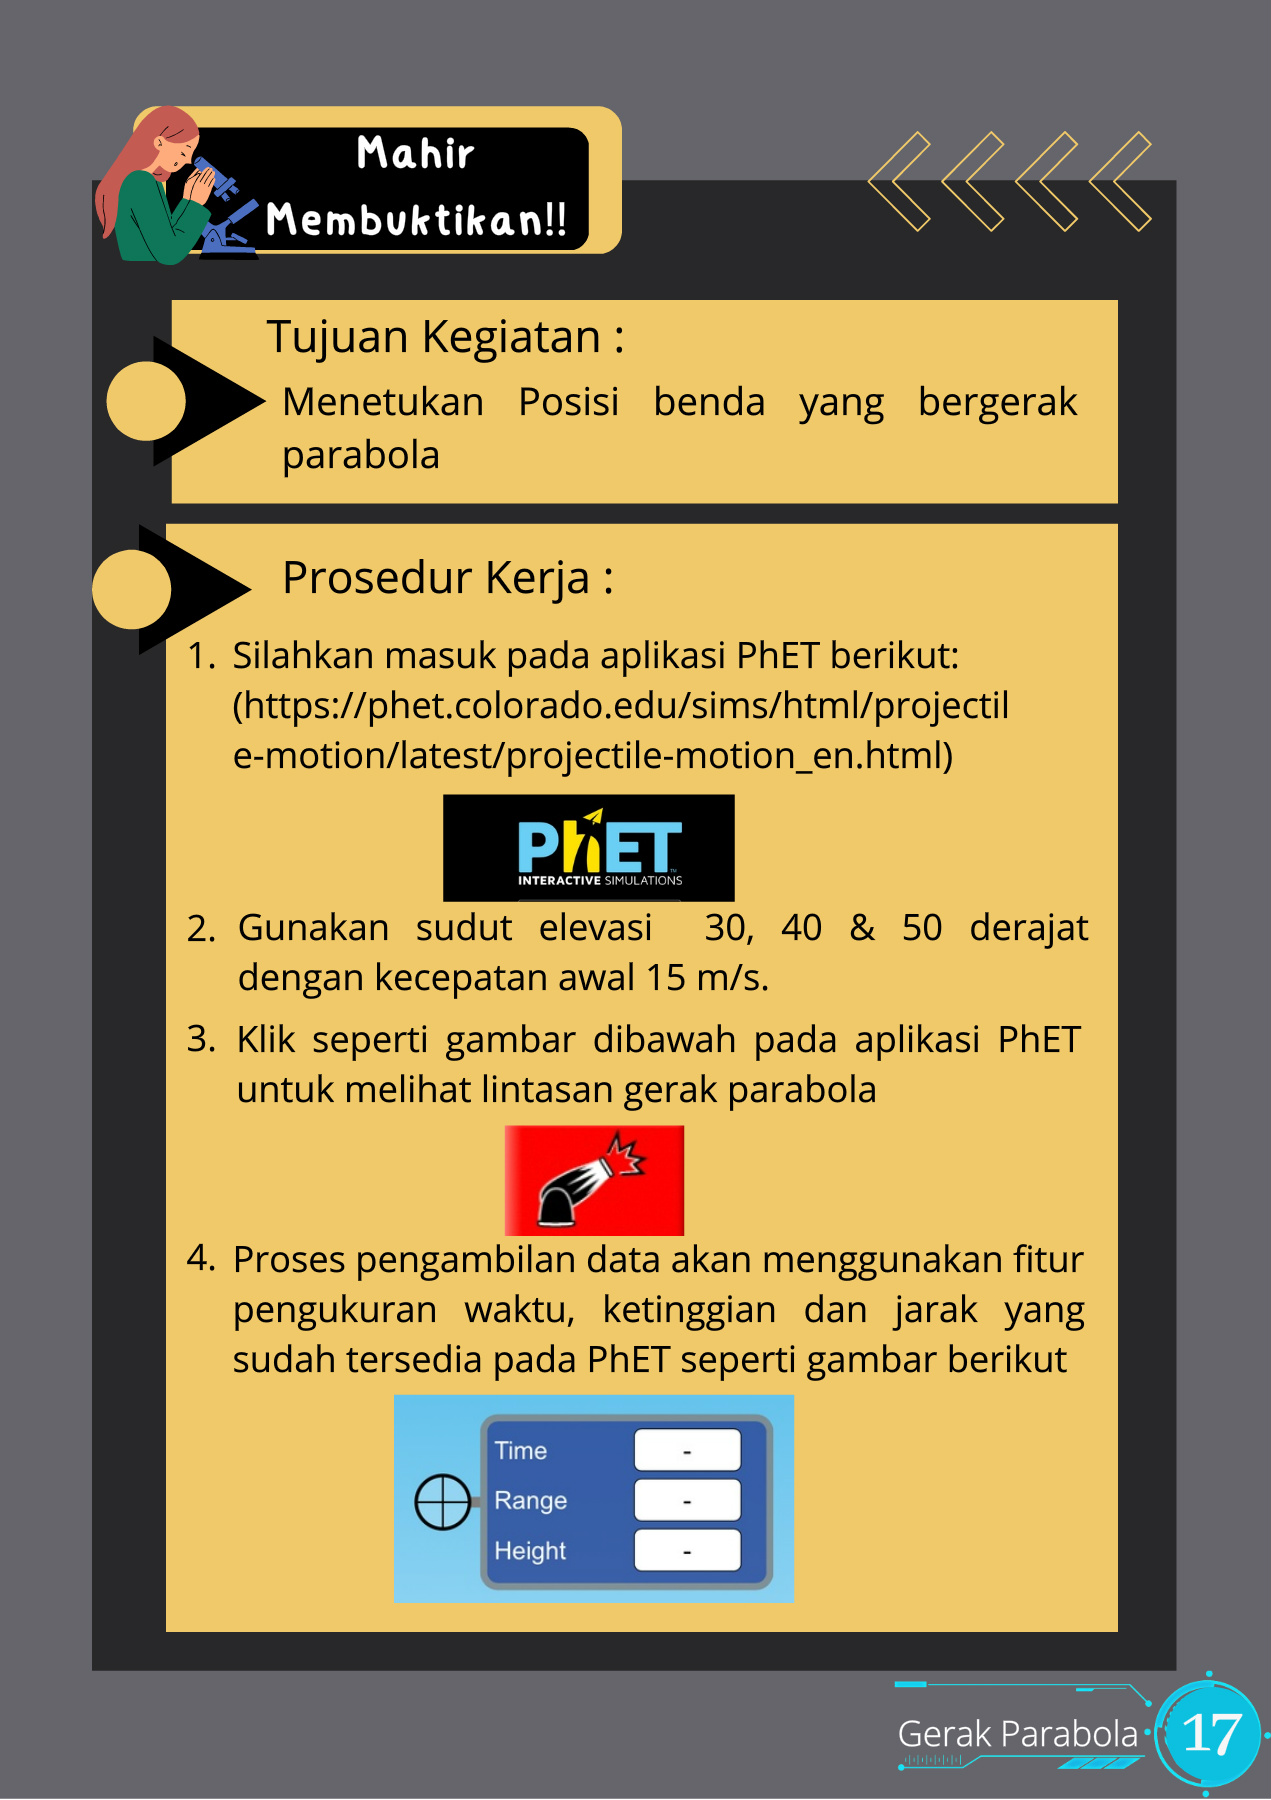 Mahir
Membuktikan!!
Tujuan Kegiatan :
Menetukan Posisi benda yang bergerak
parabola
Prosedur Kerja :
1. Silahkan masuk pada aplikasi PhET berikut:
(https://phet.colorado.edu/sims/html/projectil
e-motion/latest/projectile-motion_en.html)
PhET
INTERACTIVE SIMULATIONS
2. Gunakan sudut elevasi 30, 40 & 50 derajat
dengan kecepatan awal 15 m/s.
3. Klik seperti gambar dibawah pada aplikasi PhET
untuk melihat lintasan gerak parabola
4. Proses pengambilan data akan menggunakan fitur
pengukuran waktu, ketinggian dan jarak yang
sudah tersedia pada PhET seperti gambar berikut
Time -
Range -
Height -
Gerak Parabola 17